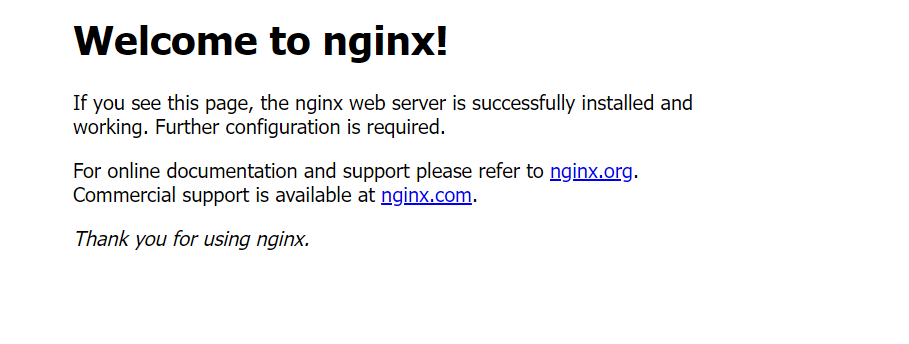 Welcome to nginx!
If you see this page, the nginx web server is successfully installed and
working. Further configuration is required.
For online documentation and support please refer to nginx.org.
Commercial support is available at nginx.com.
Thank you for using nginx.